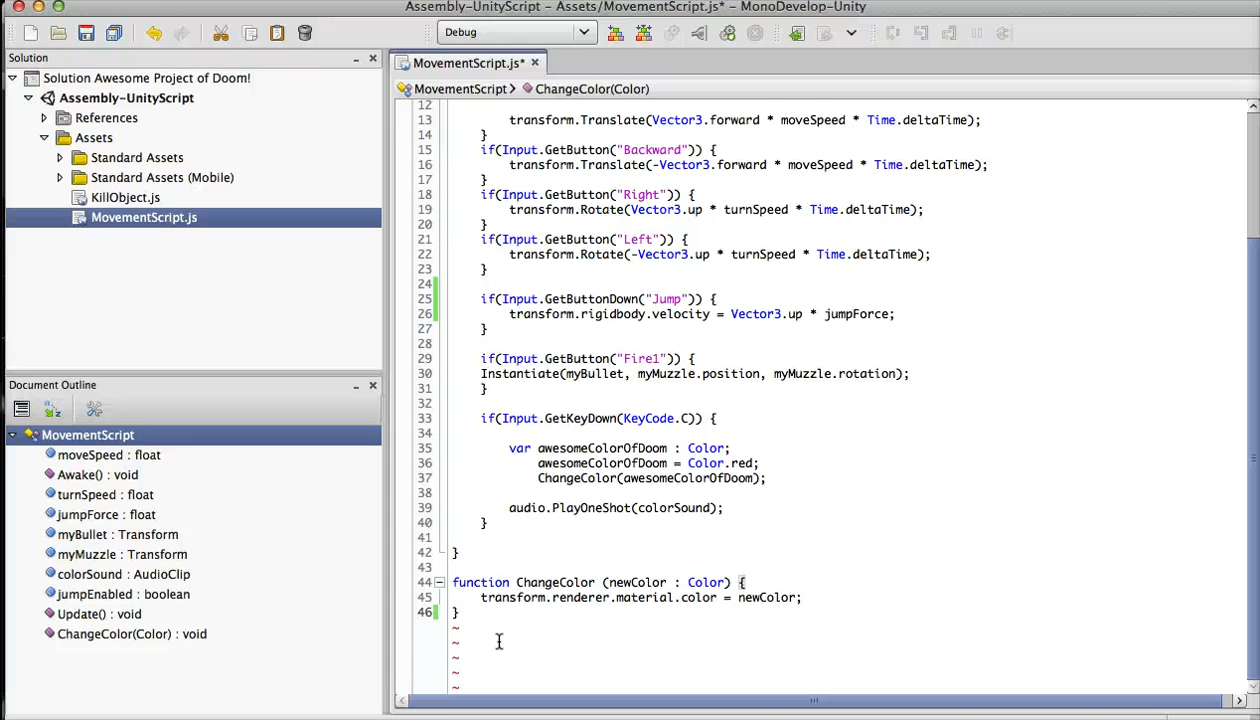 Assembly-UnityScript - Assets/MovementScript.js* - MonoDevelop-Unity
Debug
Solution
Solution Awesome Project of Doom!
Assembly-UnityScript
References
Assets
Standard Assets
Standard Assets (Mobile)
KillObject.js
MovementScript.js
Document Outline
MovementScript
moveSpeed : float
Awake() : void
turnSpeed : float
jumpForce : float
myBullet : Transform
myMuzzle : Transform
colorSound : AudioClip
jumpEnabled : boolean
Update() : void
ChangeColor(Color) : void
MovementScript.js*
MovementScript ChangeColor(Color)
12
13 transform.Translate(Vector3.forward * moveSpeed * Time.deltaTime);
14 }
15 if(Input.GetButton("Backward")) {
16 transform.Translate(-Vector3.forward * moveSpeed * Time.deltaTime);
17 }
18 if(Input.GetButton("Right")) {
19 transform.Rotate(Vector3.up * turnSpeed * Time.deltaTime);
20 }
21 if(Input.GetButton("Left")) {
22 transform.Rotate(-Vector3.up * turnSpeed * Time.deltaTime);
23 }
24
25 if(Input.GetButtonDown("Jump")) {
26 transform.rigidbody.velocity = Vector3.up * jumpForce;
27 }
28
29 if(Input.GetButton("Fire1")) {
30 Instantiate(myBullet, myMuzzle.position, myMuzzle.rotation);
31 }
32
33 if(Input.GetKeyDown(KeyCode.C)) {
34
35 var awesomeColorOfDoom : Color;
36 awesomeColorOfDoom = Color.red;
37 ChangeColor(awesomeColorOfDoom);
38
39 audio.PlayOneShot(colorSound);
40 }
41
42 }
43
44 function ChangeColor (newColor : Color) {
45 transform.renderer.material.color = newColor;
46 }
~
~
~
~
~